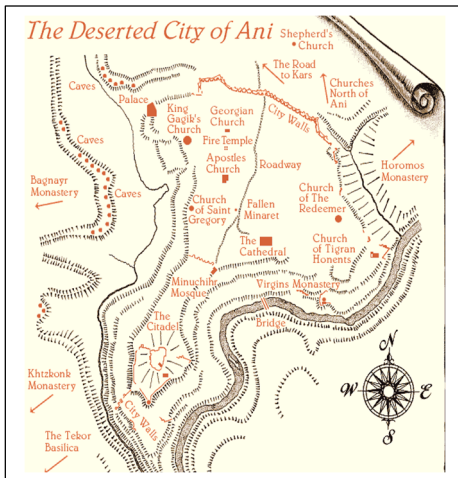 The Deserted City of Ani
Shepherd's
Church
The Road
to Kars
Churches
North of
Ani
Caves
Palace
King
Gagik's
Church
Georgian
Church
City Walls
Fire Temple
Apostles
Church
Roadway
Horomos
Monastery
Caves
Bagnayr
Monastery
Caves
Church
of Saint
Gregory
Fallen
Minaret
Church
of The
Redeemer
The
Cathedral
Church
of Tigran
Honents
Minuchihr
Mosque
Virgins Monastery
The
Citadel
Bridge
N
W
E
S
Khtzkonk
Monastery
City Walls
The Tekor
Basilica